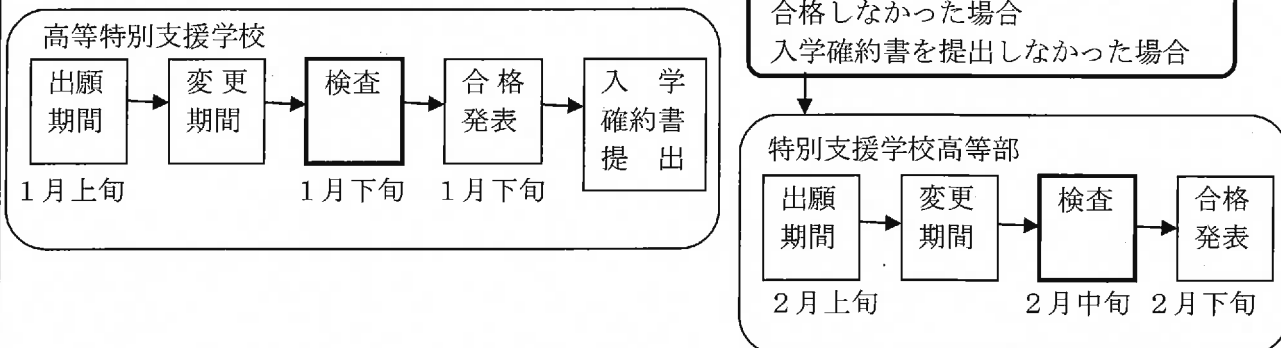 合格しなかった場合
入学確約書を提出しなかった場合
高等特別支援学校
出願
期間
変更
期間
検査
合格
発表
入学
確約書
提出
1月上旬
1月下旬
1月下旬
特別支援学校高等部
出願
期間
変更
期間
検査
合格
発表
2月上旬
2月中旬
2月下旬